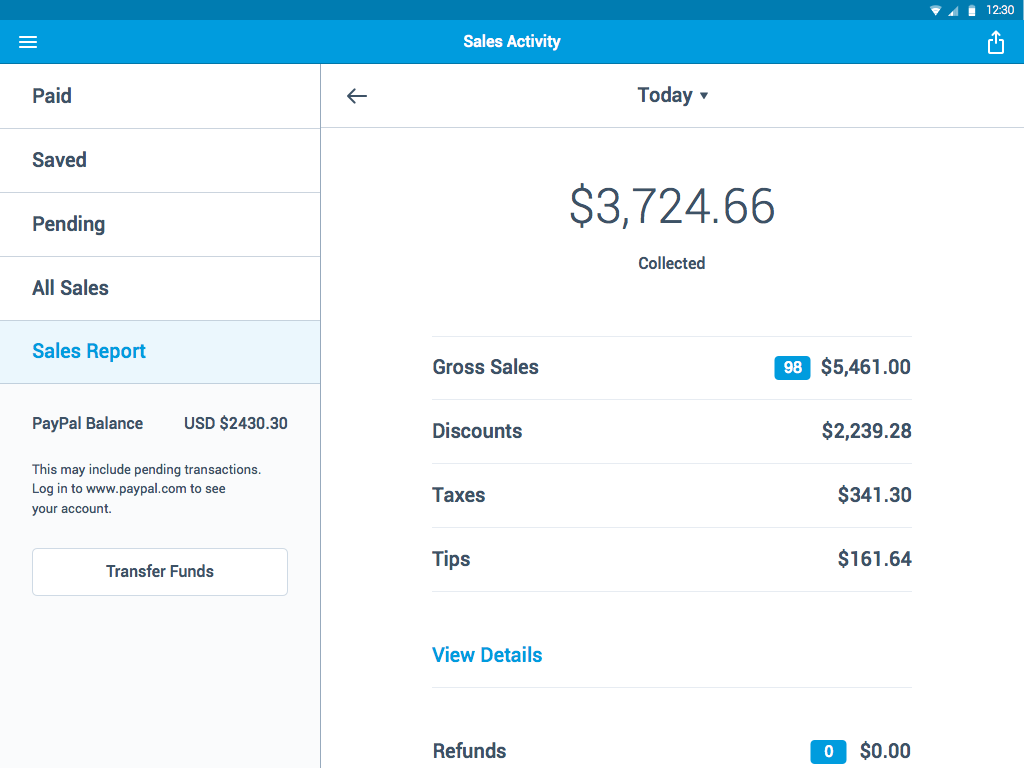 12:30
Sales Activity
Paid
Saved
Pending
All Sales
Sales Report
PayPal Balance USD $2430.30
This may include pending transactions.
Log in to www.paypal.com to see
your account.
Transfer Funds
Today
$3,724.66
Collected
Gross Sales 98 $5,461.00
Discounts $2,239.28
Taxes $341.30
Tips $161.64
View Details
Refunds 0 $0.00